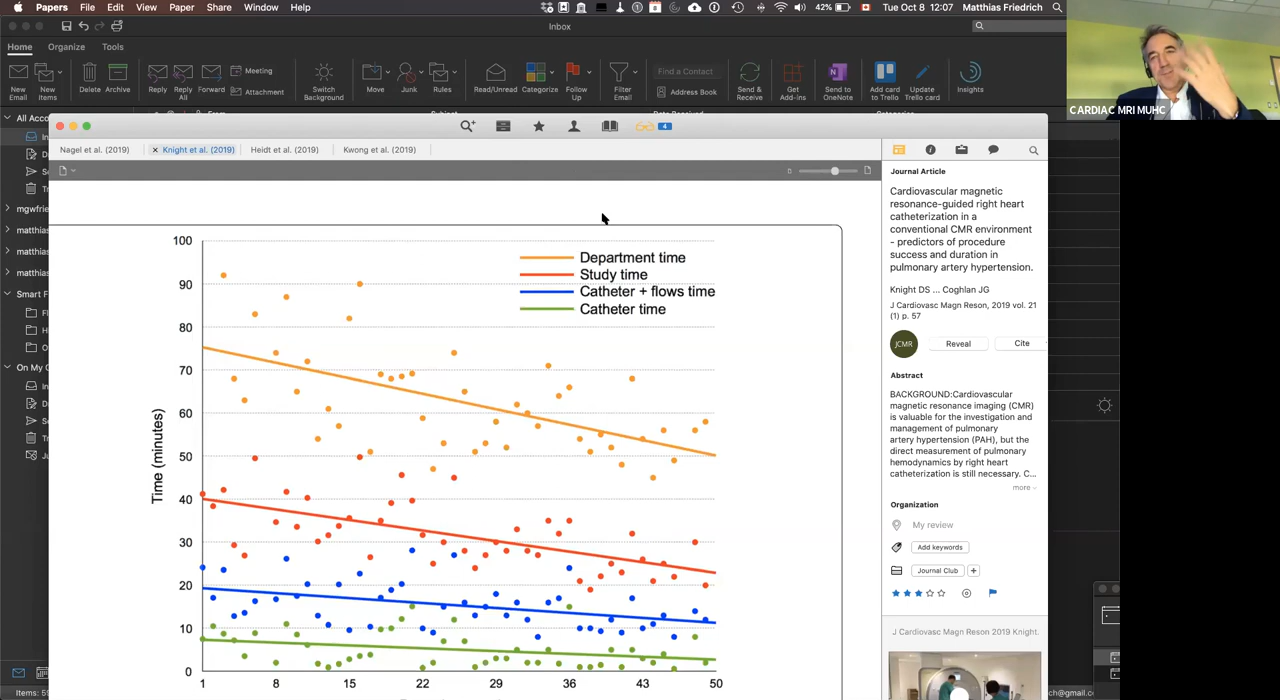 Papers File Edit View Paper Share Window Help
42% Tue Oct 8 12:07 Matthias Friedrich
Inbox
Home Organize Tools
New Email
New Items
Delete
Archive
Reply
Reply All
Forward
Meeting
Attachment
Switch Background
Move
Junk
Rules
Read/Unread
Categorize
Follow Up
Filter Email
Find a Contact
Address Book
Send & Receive
Get Add-ins
Send to OneNote
Add card to Trello
Update Trello card
Insights
CARDIAC MRI MUHC
4
Nagel et al. (2019)
Knight et al. (2019)
Heidt et al. (2019)
Kwong et al. (2019)
Department time
Study time
Catheter + flows time
Catheter time
Time (minutes)
100
90
80
70
60
50
40
30
20
10
0
1 8 15 22 29 36 43 50
Journal Article
Cardiovascular magnetic
resonance-guided right heart
catheterization in a
conventional CMR environment
- predictors of procedure
success and duration in
pulmonary artery hypertension.
Knight DS ... Coghlan JG
J Cardiovasc Magn Reson, 2019 vol. 21
(1) p. 57
JCMR
Reveal
Cite
Abstract
BACKGROUND:Cardiovascular
magnetic resonance imaging (CMR)
is valuable for the investigation and
management of pulmonary
artery hypertension (PAH), but the
direct measurement of pulmonary
hemodynamics by right heart
catheterization is still necessary. C...
more
Organization
My review
Add keywords
Journal Club +
J Cardiovasc Magn Reson 2019 Knight.
Smart F
On My C